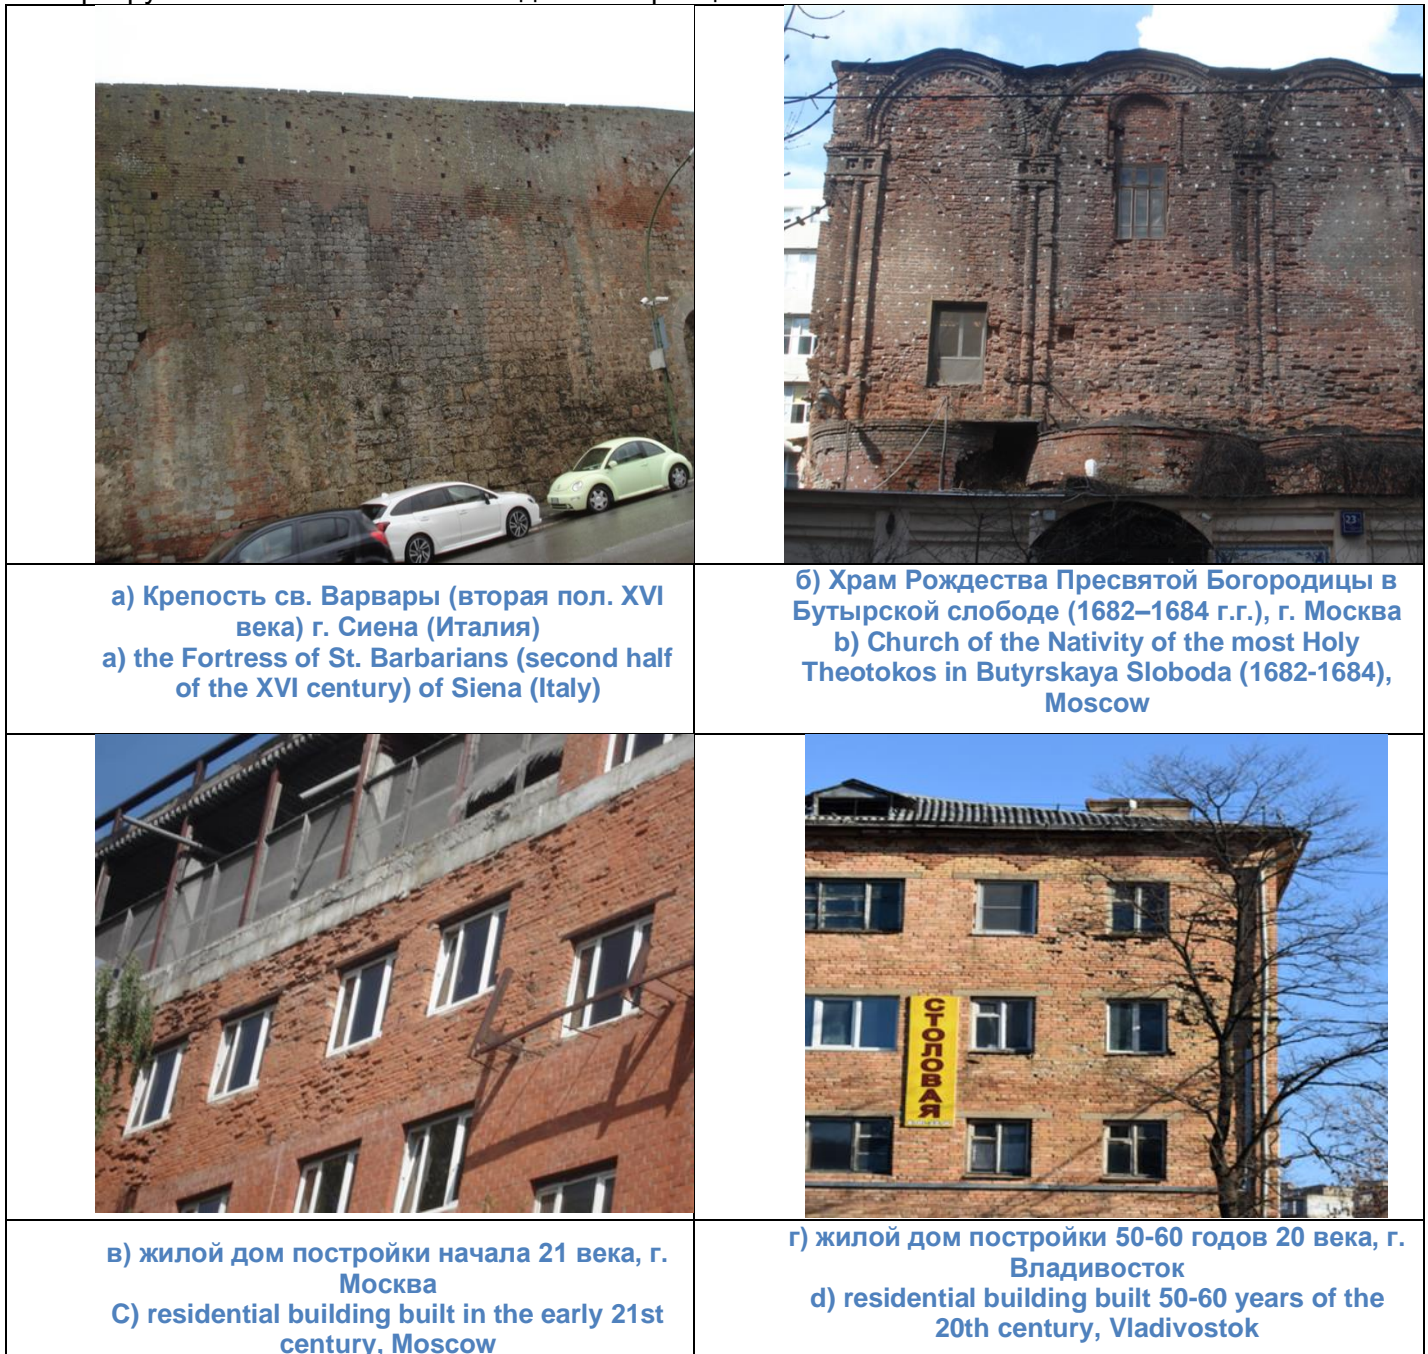 а) Крепость св. Варвары (вторая пол. XVI
века) г. Сиена (Италия)
a) the Fortress of St. Barbarians (second half
of the XVI century) of Siena (Italy)
б) Храм Рождества Пресвятой Богородицы в
Бутырской слободе (1682–1684 г.г.), г. Москва
b) Church of the Nativity of the most Holy
Theotokos in Butyrskaya Sloboda (1682-1684),
Moscow
23
СТОЛОВАЯ
в) жилой дом постройки начала 21 века, г.
Москва
C) residential building built in the early 21st
century, Moscow
г) жилой дом постройки 50-60 годов 20 века, г.
Владивосток
d) residential building built 50-60 years of the
20th century, Vladivostok